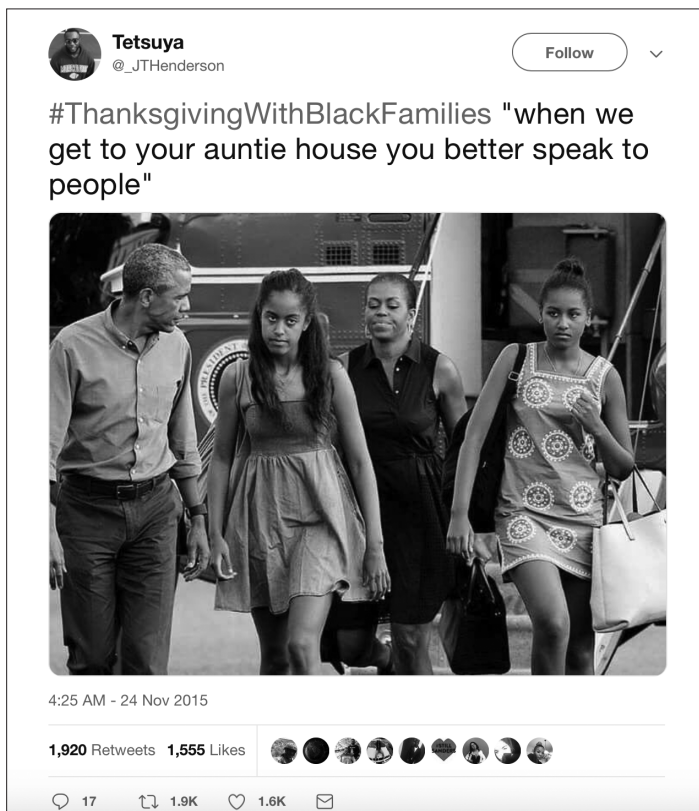 Tetsuya
@_JTHenderson
Follow
#ThanksgivingWithBlackFamilies "when we
get to your auntie house you better speak to
people"
4:25 AM - 24 Nov 2015
1,920 Retweets 1,555 Likes
17 1.9K 1.6K